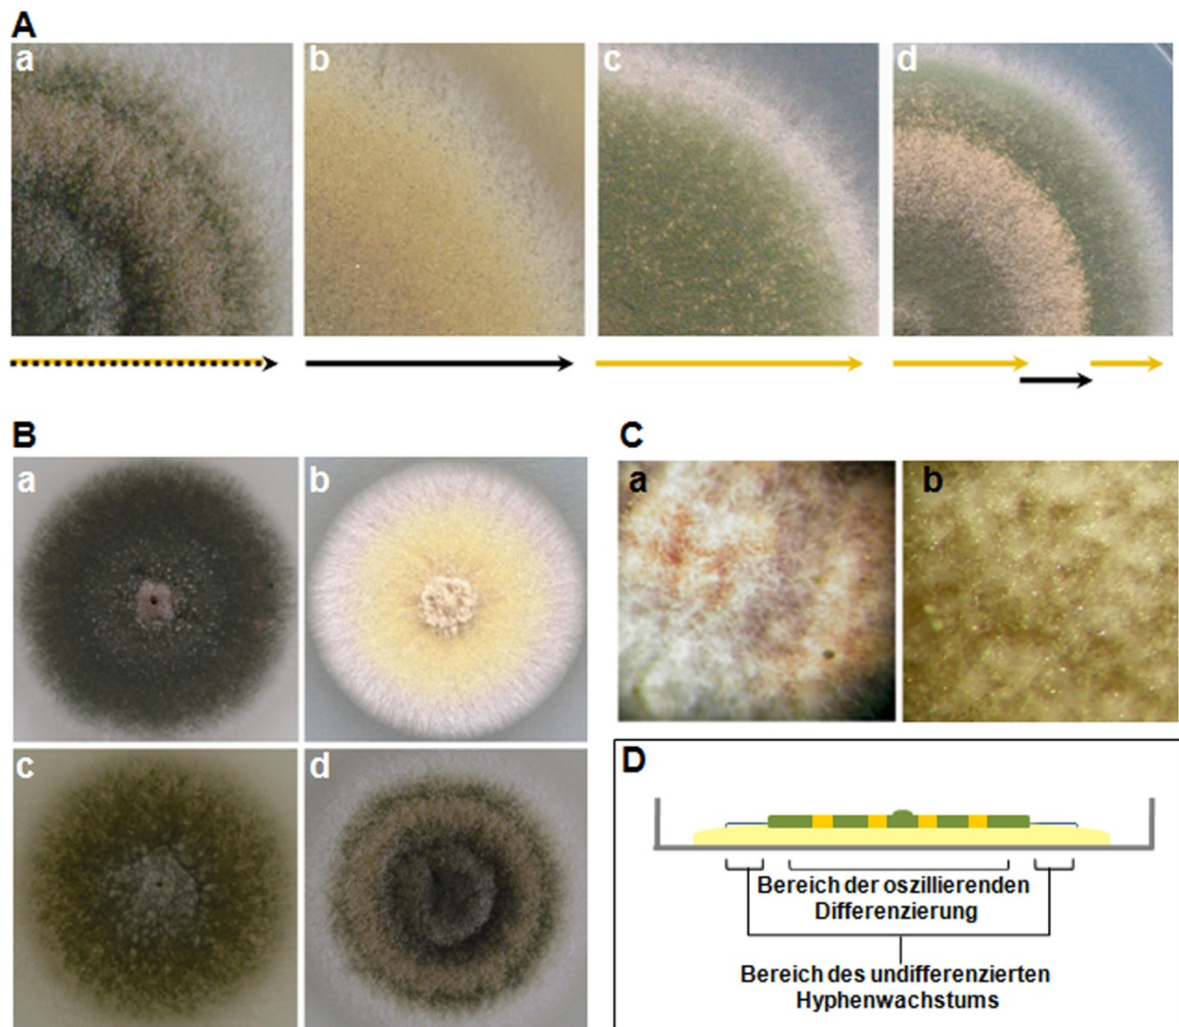 A
a
b
c
d
B
C
a
b
a
b
D
c
d
Bereich der oszillierenden
Differenzierung
Bereich des undifferenzierten
Hyphenwachstums